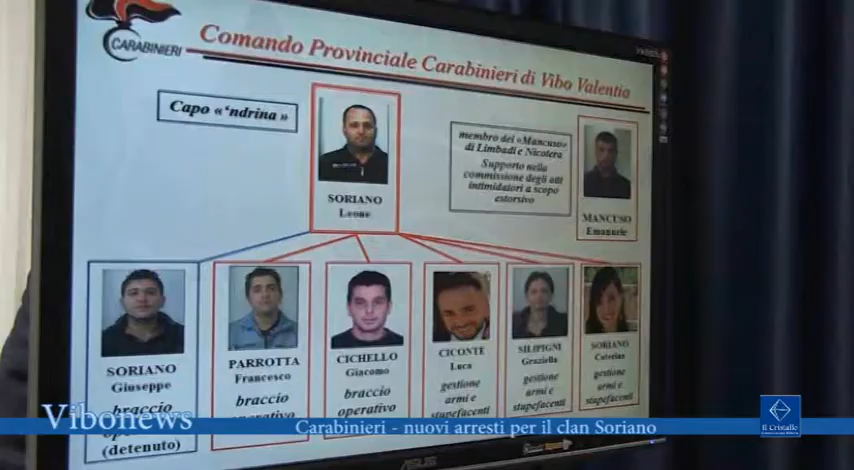 CARABINIERI
Comando Provinciale Carabinieri di Vibo Valentia
Capo «'ndrina »
SORIANO
Leone
membro dei «Mancuso»
di Limbadi e Nicotera
Supporto nella
commissione degli atti
intimidatori a scopo
estorsivo
MANCUSO
Emanuele
SORIANO
Giuseppe
braccio
(detenuto)
PARROTTA
Francesco
braccio
operativo
CICHELLO
Giacomo
braccio
operativo
CICONTE
Luca
gestione
armi e
stupefacenti
SILIPIGNI
Graziella
gestione
armi e
stupefacenti
SORIANO
Caterina
gestione
armi e
stupefacenti
Vibonews
Carabinieri - nuovi arresti per il clan Soriano
Il Cristallo
ASUS